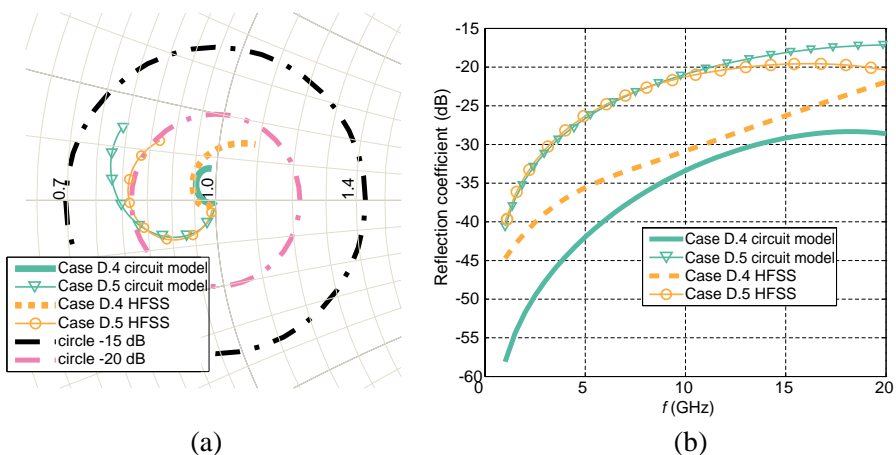 0.7
1.0
1.4
Case D.4 circuit model
Case D.5 circuit model
Case D.4 HFSS
Case D.5 HFSS
circle -15 dB
circle -20 dB
(a)
Reflection coefficient (dB)
-15
-20
-25
-30
-35
-40
-45
-50
-55
-60
Case D.4 circuit model
Case D.5 circuit model
Case D.4 HFSS
Case D.5 HFSS
0
5
10
15
20
f (GHz)
(b)